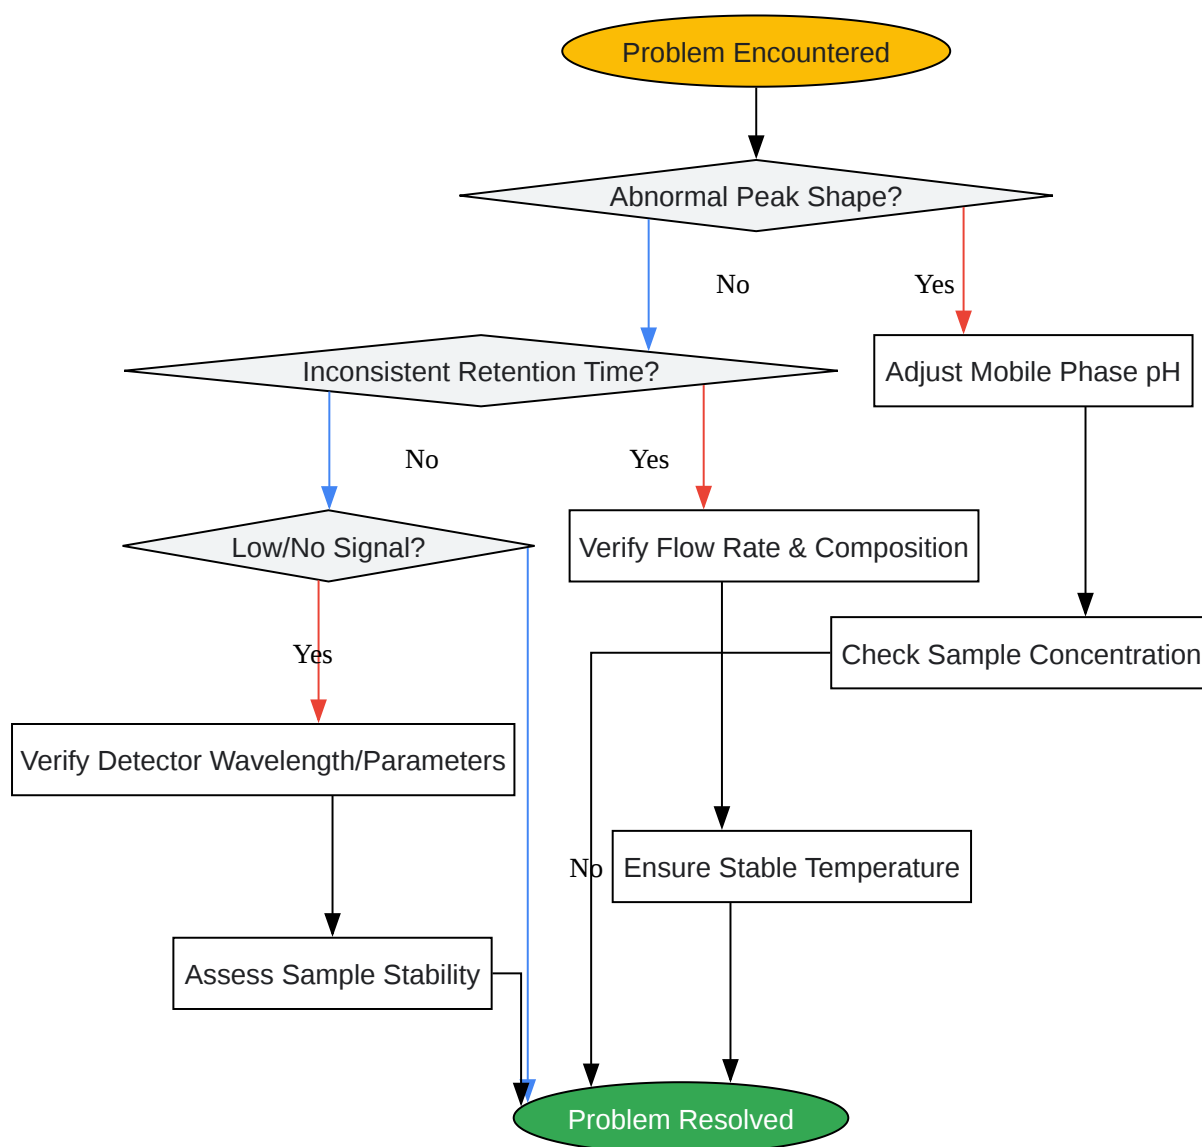 Problem Encountered
Abnormal Peak Shape?
No
Yes
Inconsistent Retention Time?
Adjust Mobile Phase pH
No
Yes
Low/No Signal?
Verify Flow Rate & Composition
Yes
Check Sample Concentration
Verify Detector Wavelength/Parameters
No
Ensure Stable Temperature
Assess Sample Stability
Problem Resolved